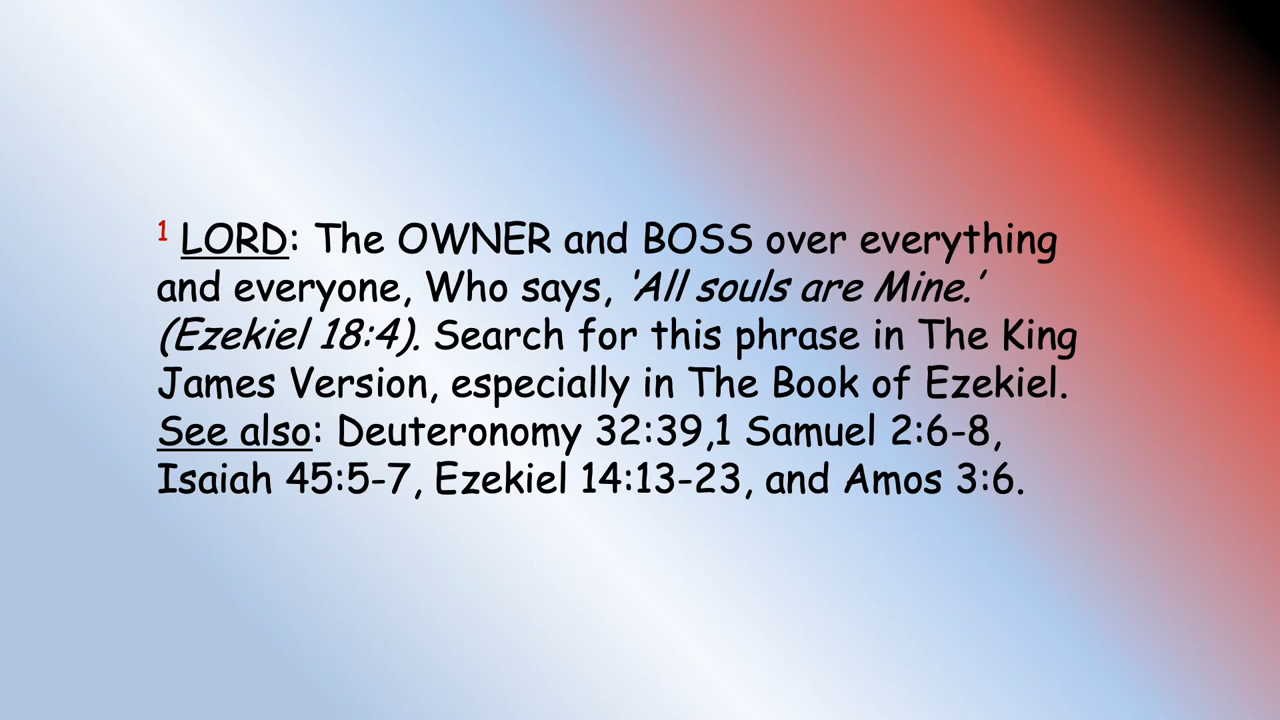 1 LORD: The OWNER and BOSS over everything
and everyone, Who says, ‘All souls are Mine.’
(Ezekiel 18:4). Search for this phrase in The King
James Version, especially in The Book of Ezekiel.
See also: Deuteronomy 32:39,1 Samuel 2:6-8,
Isaiah 45:5-7, Ezekiel 14:13-23, and Amos 3:6.